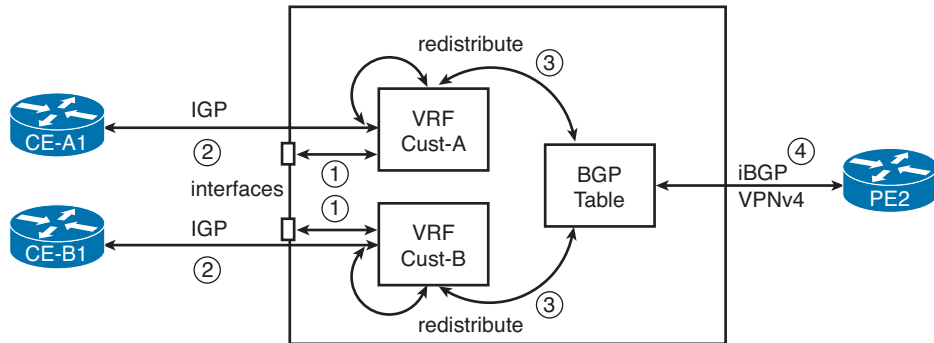 redistribute
③
IGP
VRF
Cust-A
CE-A1
②
①
④
iBGP
VPNv4
BGP
Table
PE2
interfaces
①
IGP
VRF
Cust-B
CE-B1
②
③
redistribute